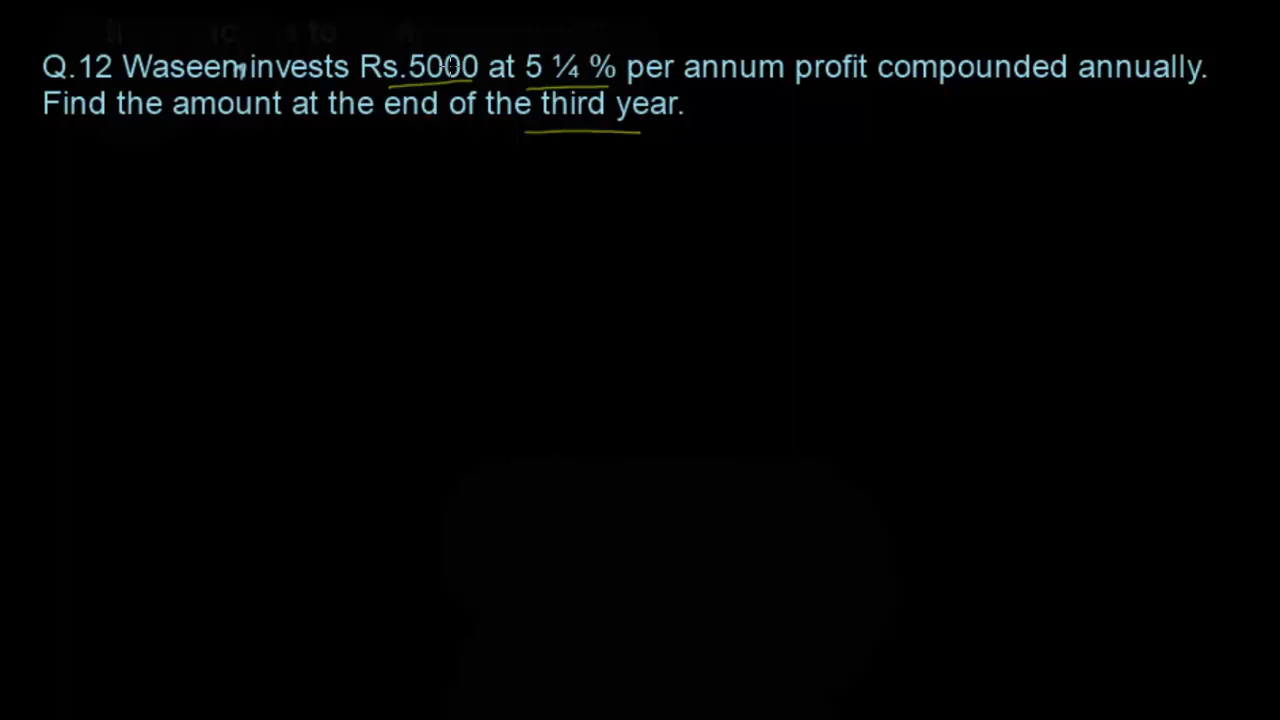 Q.12 Waseem invests Rs.5000 at 5 ¼ % per annum profit compounded annually.
Find the amount at the end of the third year.